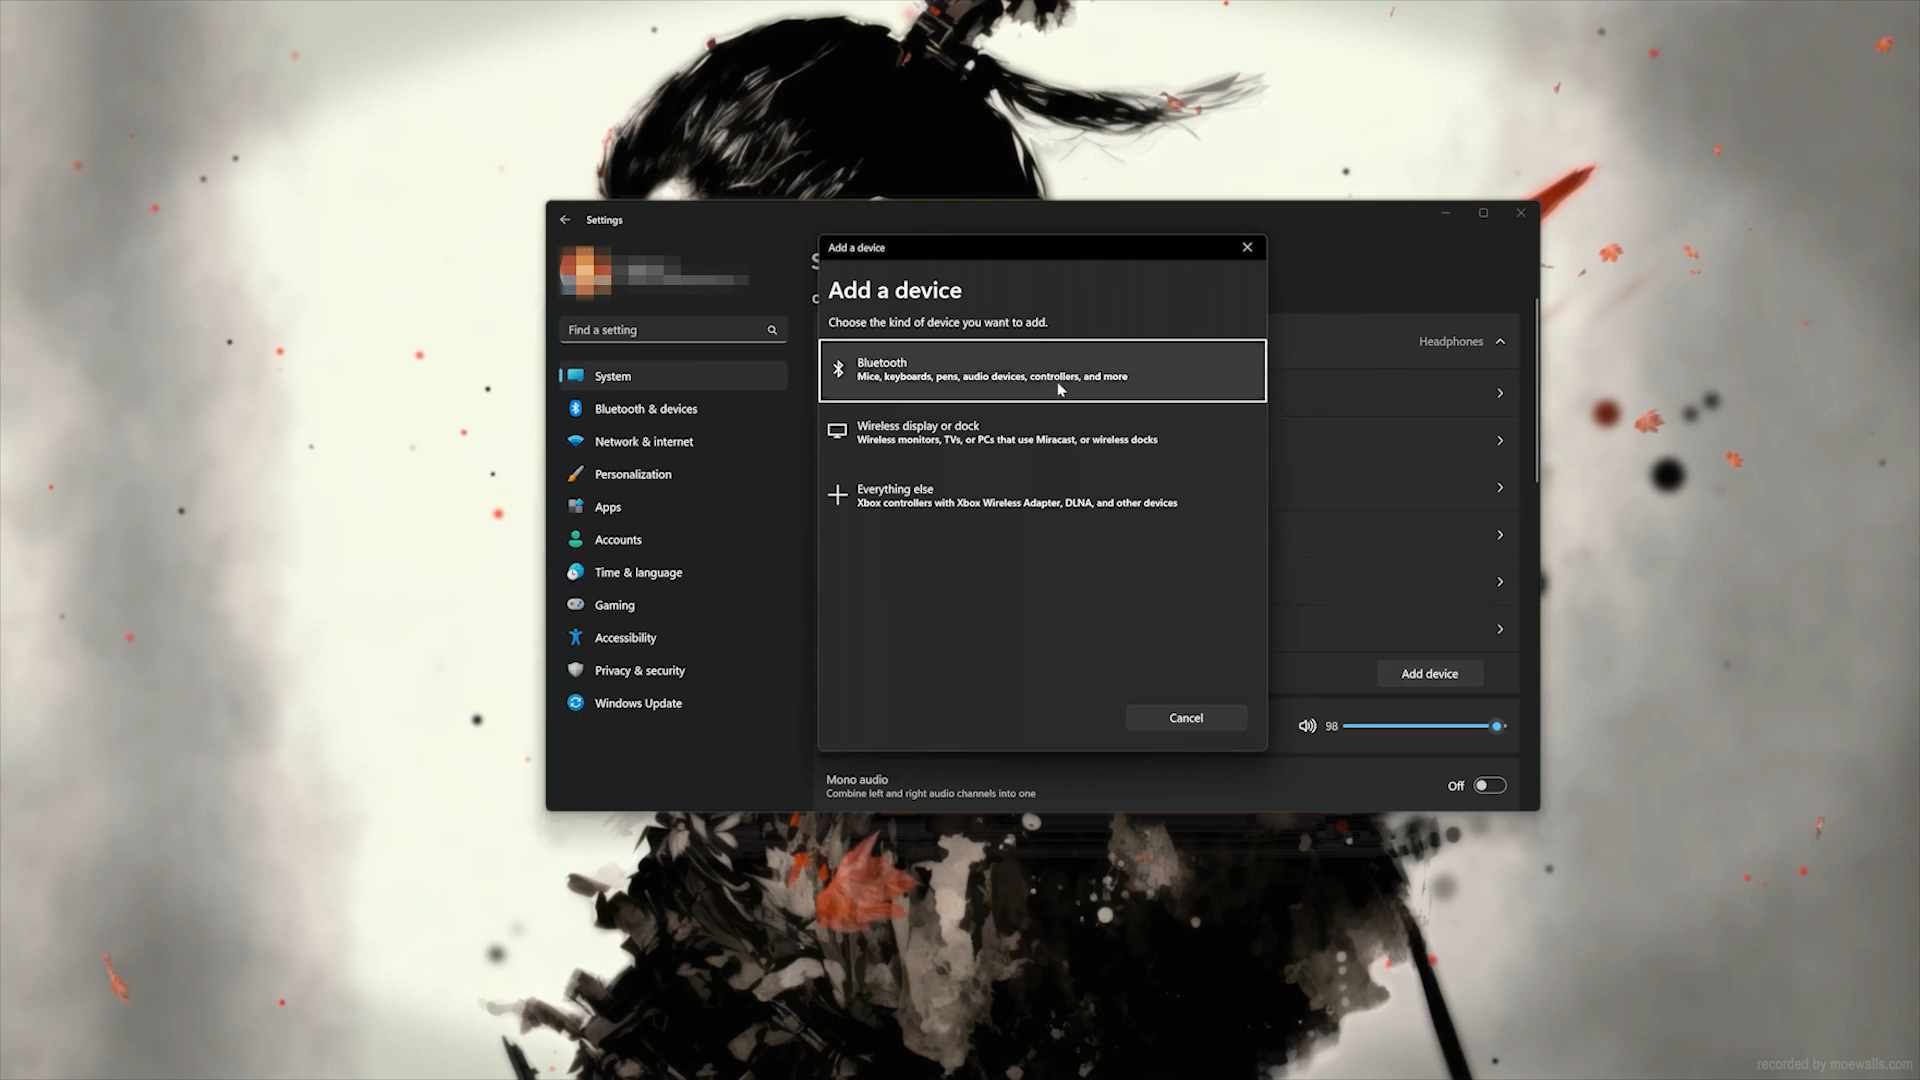 Settings
Find a setting
System
Bluetooth & devices
Network & internet
Personalization
Apps
Accounts
Time & language
Gaming
Accessibility
Privacy & security
Windows Update
Add a device
Add a device
Choose the kind of device you want to add.
Bluetooth
Mice, keyboards, pens, audio devices, controllers, and more
Wireless display or dock
Wireless monitors, TVs, or PCs that use Miracast, or wireless docks
Everything else
Xbox controllers with Xbox Wireless Adapter, DLNA, and other devices
Cancel
Headphones
Add device
98
Mono audio
Combine left and right audio channels into one
Off
recorded by moewalls.com